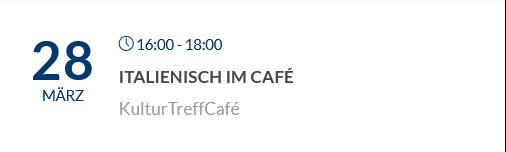 28
MÄRZ
16:00 - 18:00
ITALIENISCH IM CAFÉ
KulturTreffCafé